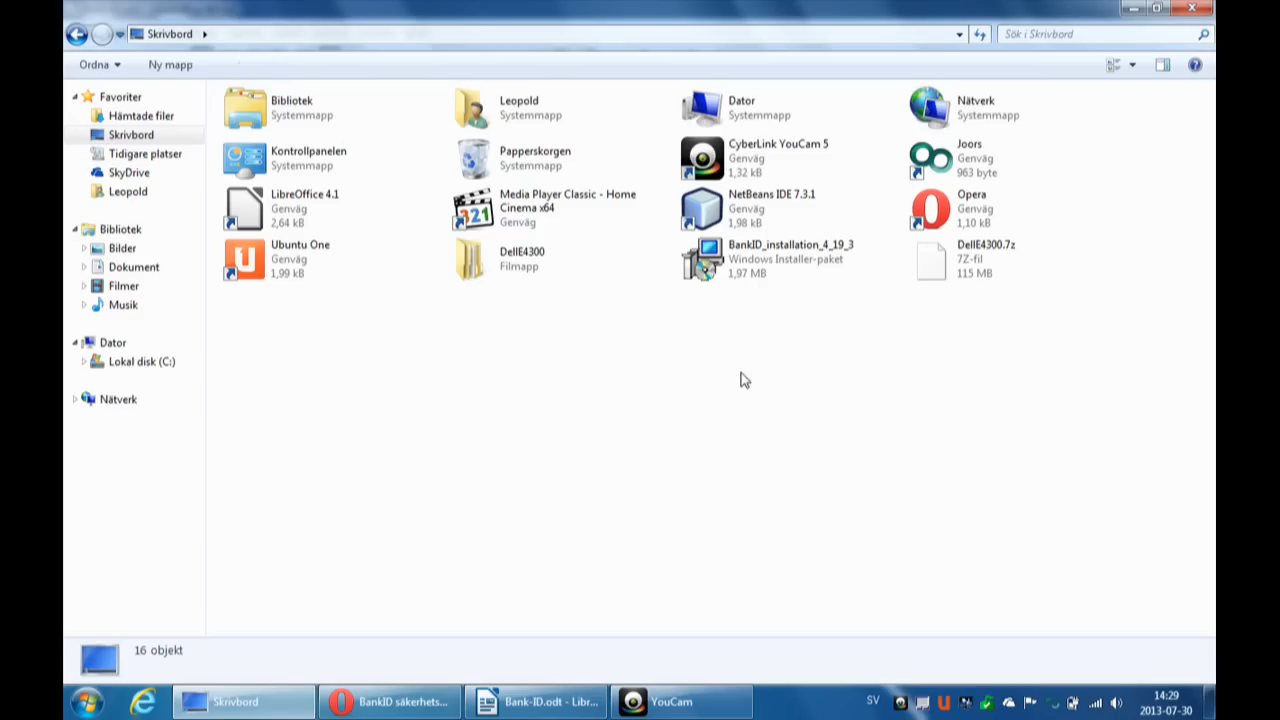 Skrivbord
Sök i Skrivbord
Ordna
Ny mapp
Favoriter
Hämtade filer
Skrivbord
Tidigare platser
SkyDrive
Leopold
Bibliotek
Bilder
Dokument
Filmer
Musik
Dator
Lokal disk (C:)
Nätverk
Bibliotek
Systemmapp
Leopold
Systemmapp
Dator
Systemmapp
Nätverk
Systemmapp
Kontrollpanelen
Systemmapp
Papperskorgen
Systemmapp
CyberLink YouCam 5
Genväg
1,32 kB
Joors
Genväg
963 byte
LibreOffice 4.1
Genväg
2,64 kB
Media Player Classic - Home
Cinema x64
Genväg
321
NetBeans IDE 7.3.1
Genväg
1,98 kB
Opera
Genväg
1,10 kB
Ubuntu One
Genväg
1,99 kB
DellE4300
Filmapp
BankID_installation_4_19_3
Windows Installer-paket
1,97 MB
DellE4300.7z
7Z-fil
115 MB
16 objekt
Skrivbord
BankID säkerhets...
Bank-ID.odt - Libr...
YouCam
SV
14:29
2013-07-30